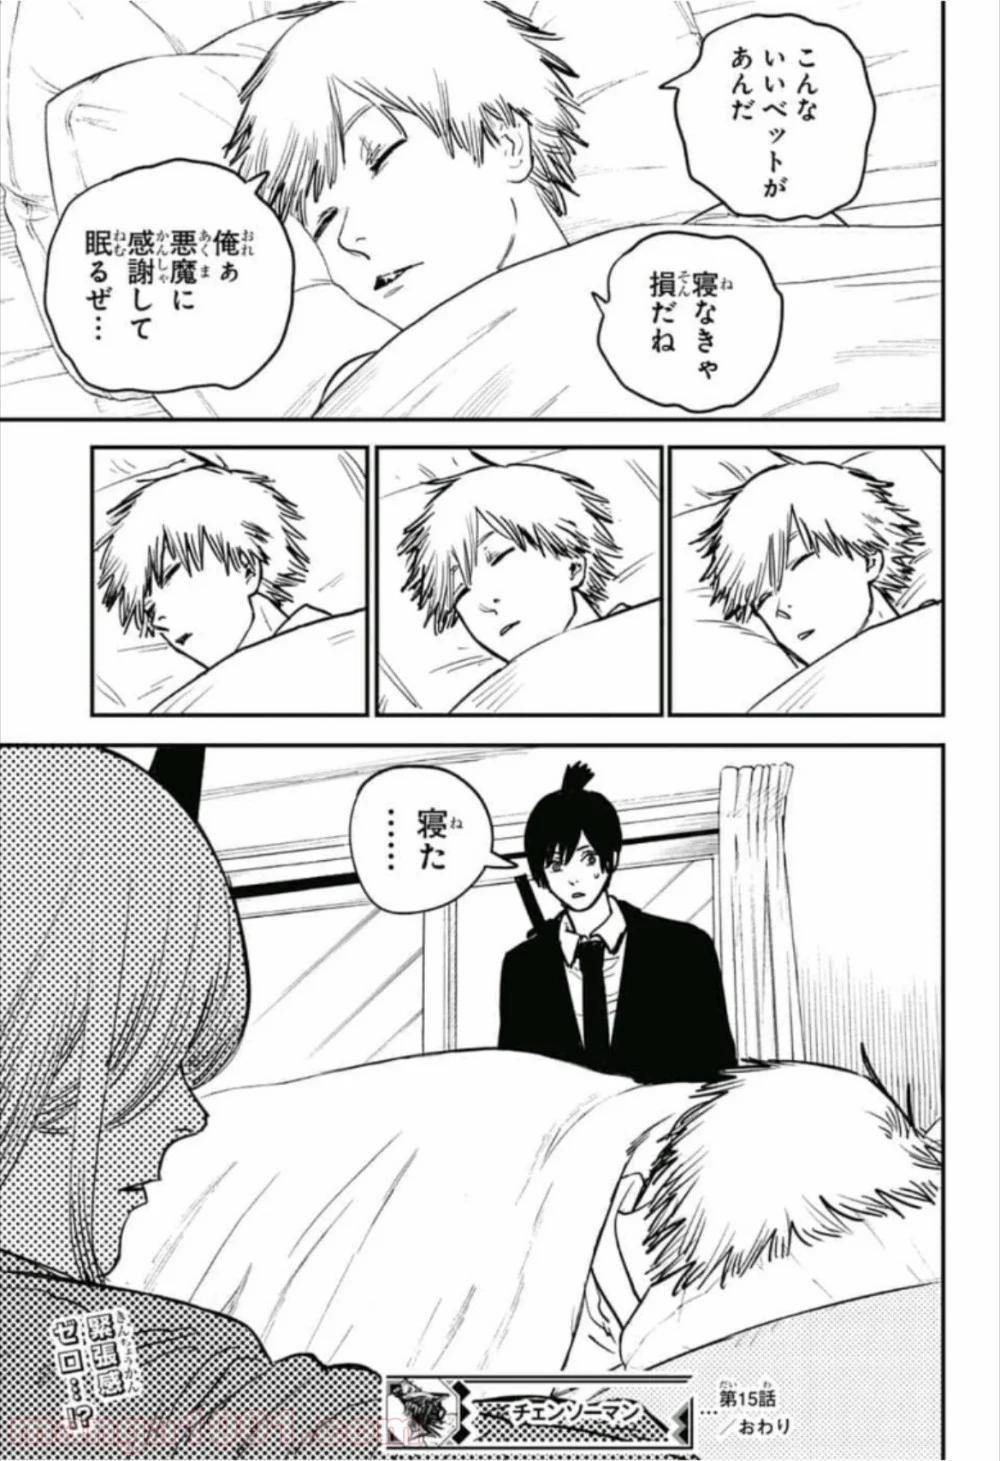 こんな
いいベットが
あんだ
寝なきゃ
損だね
俺ぁ
悪魔に
感謝して
眠るぜ…
寝た
……
緊張感
ゼロ…!?
チェンソーマン
…
第15話
／おわり